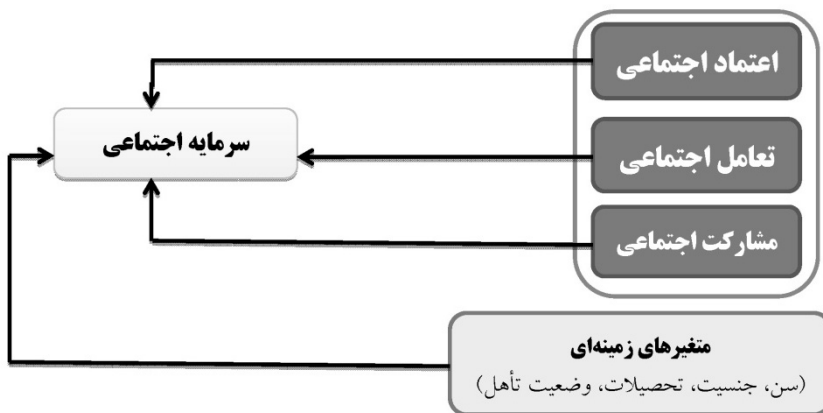 اعتماد اجتماعی
سرمایه اجتماعی
تعامل اجتماعی
مشارکت اجتماعی
متغیرهای زمینه‌ای
(سن، جنسیت، تحصیلات، وضعیت تأهل)